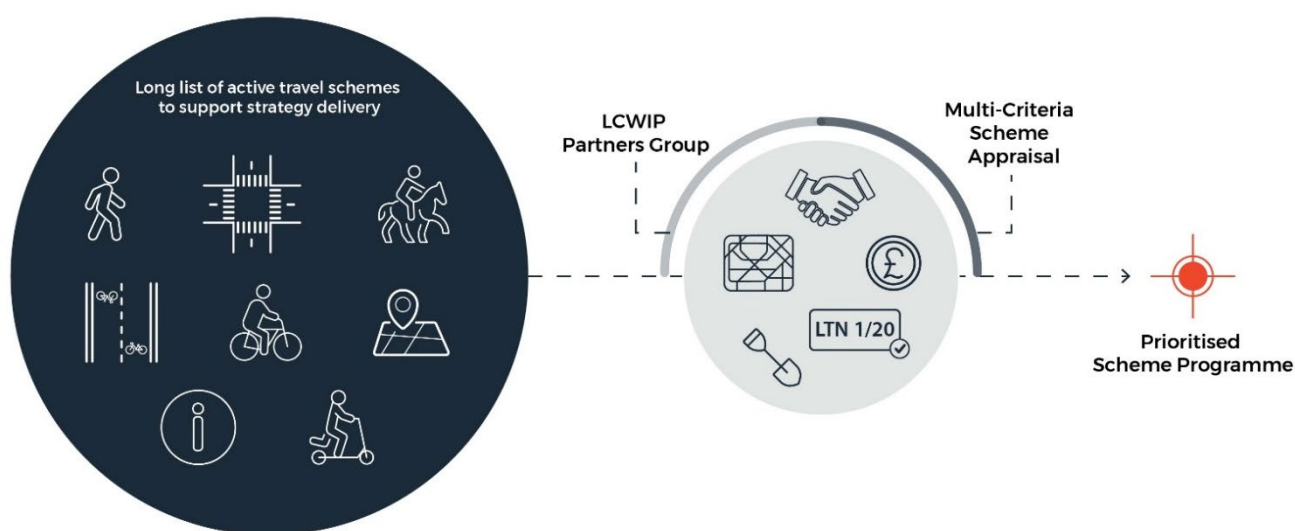 Long list of active travel schemes
to support strategy delivery
LCWIP
Partners Group
Multi-Criteria
Scheme
Appraisal
£
LTN 1/20
Prioritised
Scheme Programme